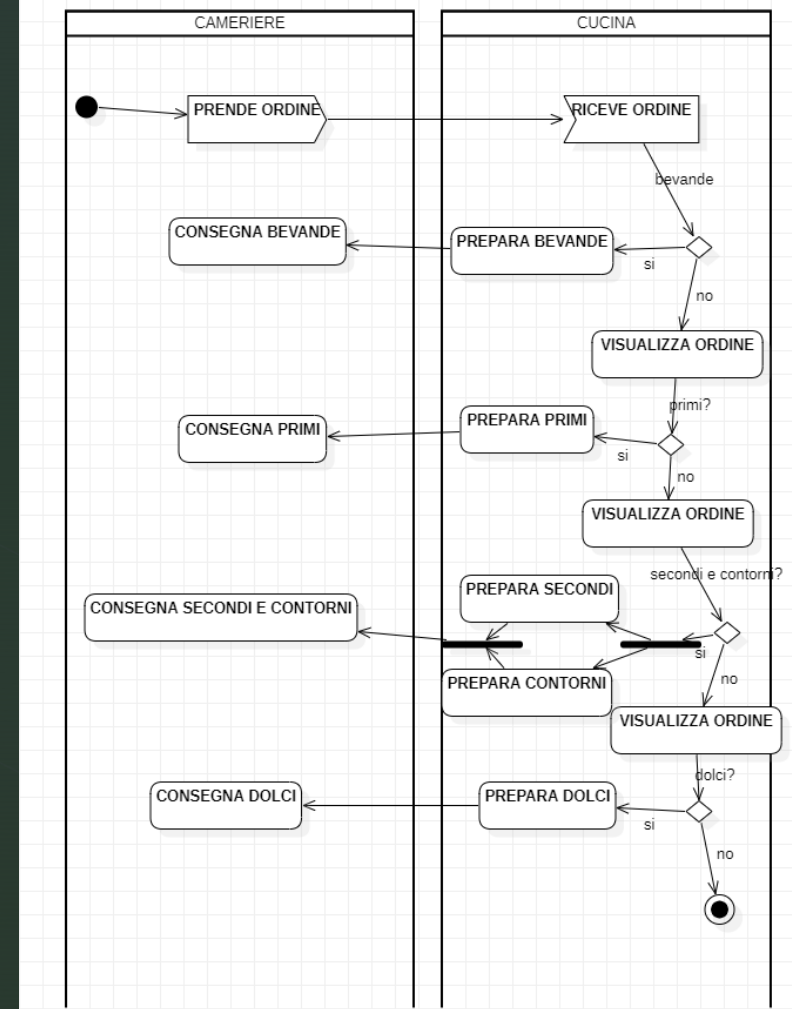 CAMERIERE
CUCINA
PRENDE ORDINE
RICEVE ORDINE
bevande
CONSEGNA BEVANDE
PREPARA BEVANDE
si
no
VISUALIZZA ORDINE
primi?
CONSEGNA PRIMI
PREPARA PRIMI
si
no
VISUALIZZA ORDINE
secondi e contorni?
PREPARA SECONDI
CONSEGNA SECONDI E CONTORNI
si
no
PREPARA CONTORNI
VISUALIZZA ORDINE
dolci?
CONSEGNA DOLCI
PREPARA DOLCI
si
no